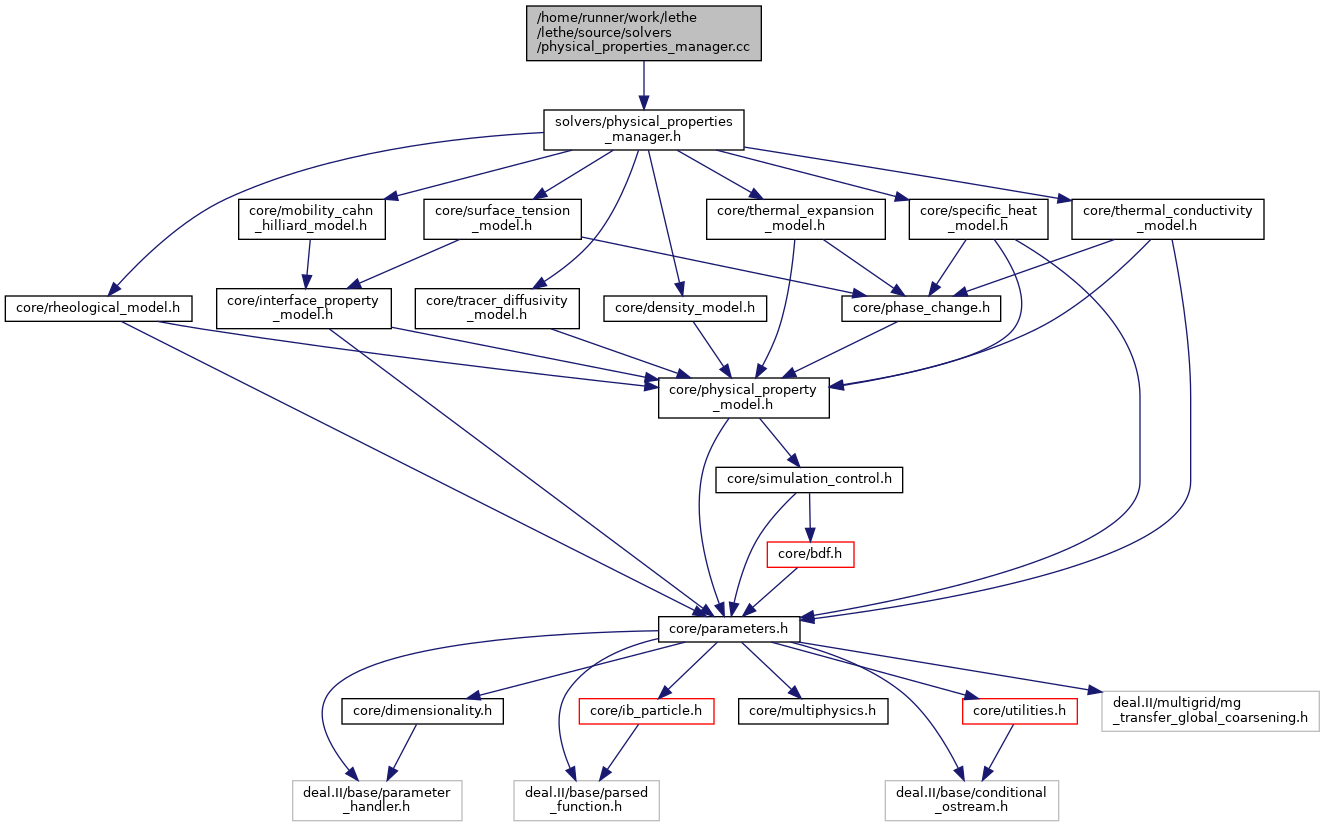 /home/runner/work/lethe
/lethe/source/solvers
/physical_properties_manager.cc
solvers/physical_properties
_manager.h
core/mobility_cahn
_hilliard_model.h
core/surface_tension
_model.h
core/thermal_expansion
_model.h
core/specific_heat
_model.h
core/thermal_conductivity
_model.h
core/rheological_model.h
core/interface_property
_model.h
core/tracer_diffusivity
_model.h
core/density_model.h
core/phase_change.h
core/physical_property
_model.h
core/simulation_control.h
core/bdf.h
core/parameters.h
core/dimensionality.h
core/ib_particle.h
core/multiphysics.h
core/utilities.h
deal.II/multigrid/mg
_transfer_global_coarsening.h
deal.II/base/parameter
_handler.h
deal.II/base/parsed
_function.h
deal.II/base/conditional
_ostream.h